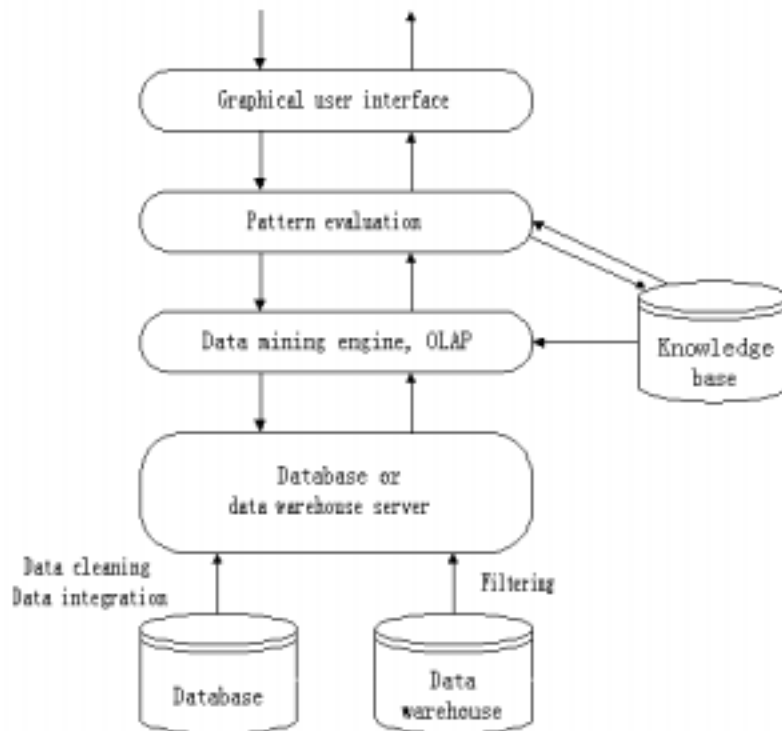 Graphical user interface
Pattern evaluation
Data mining engine, OLAP
Knowledge
base
Database or
data warehouse server
Data cleaning
Data integration
Filtering
Database
Data
warehouse